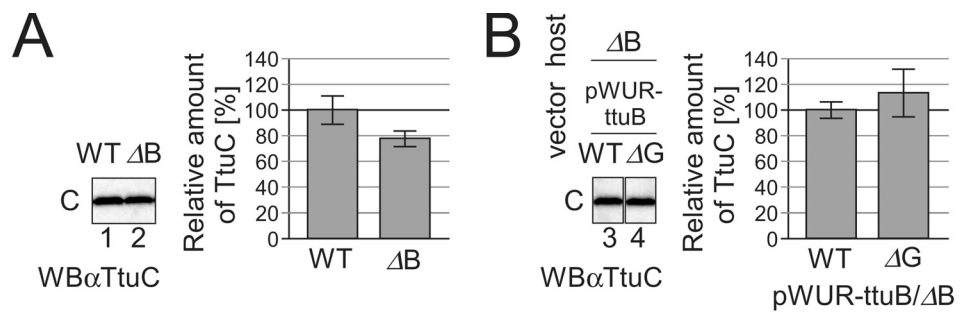 A
WT ΔB
C
1 2
WBαTtuC
Relative amount
of TtuC [%]
140
120
100
80
60
40
20
0
WT ΔB
B
vector host
ΔB
pWUR-
ttuB
WT ΔG
C
3 4
WBαTtuC
Relative amount
of TtuC [%]
140
120
100
80
60
40
20
0
WT ΔG
pWUR-ttuB/ΔB